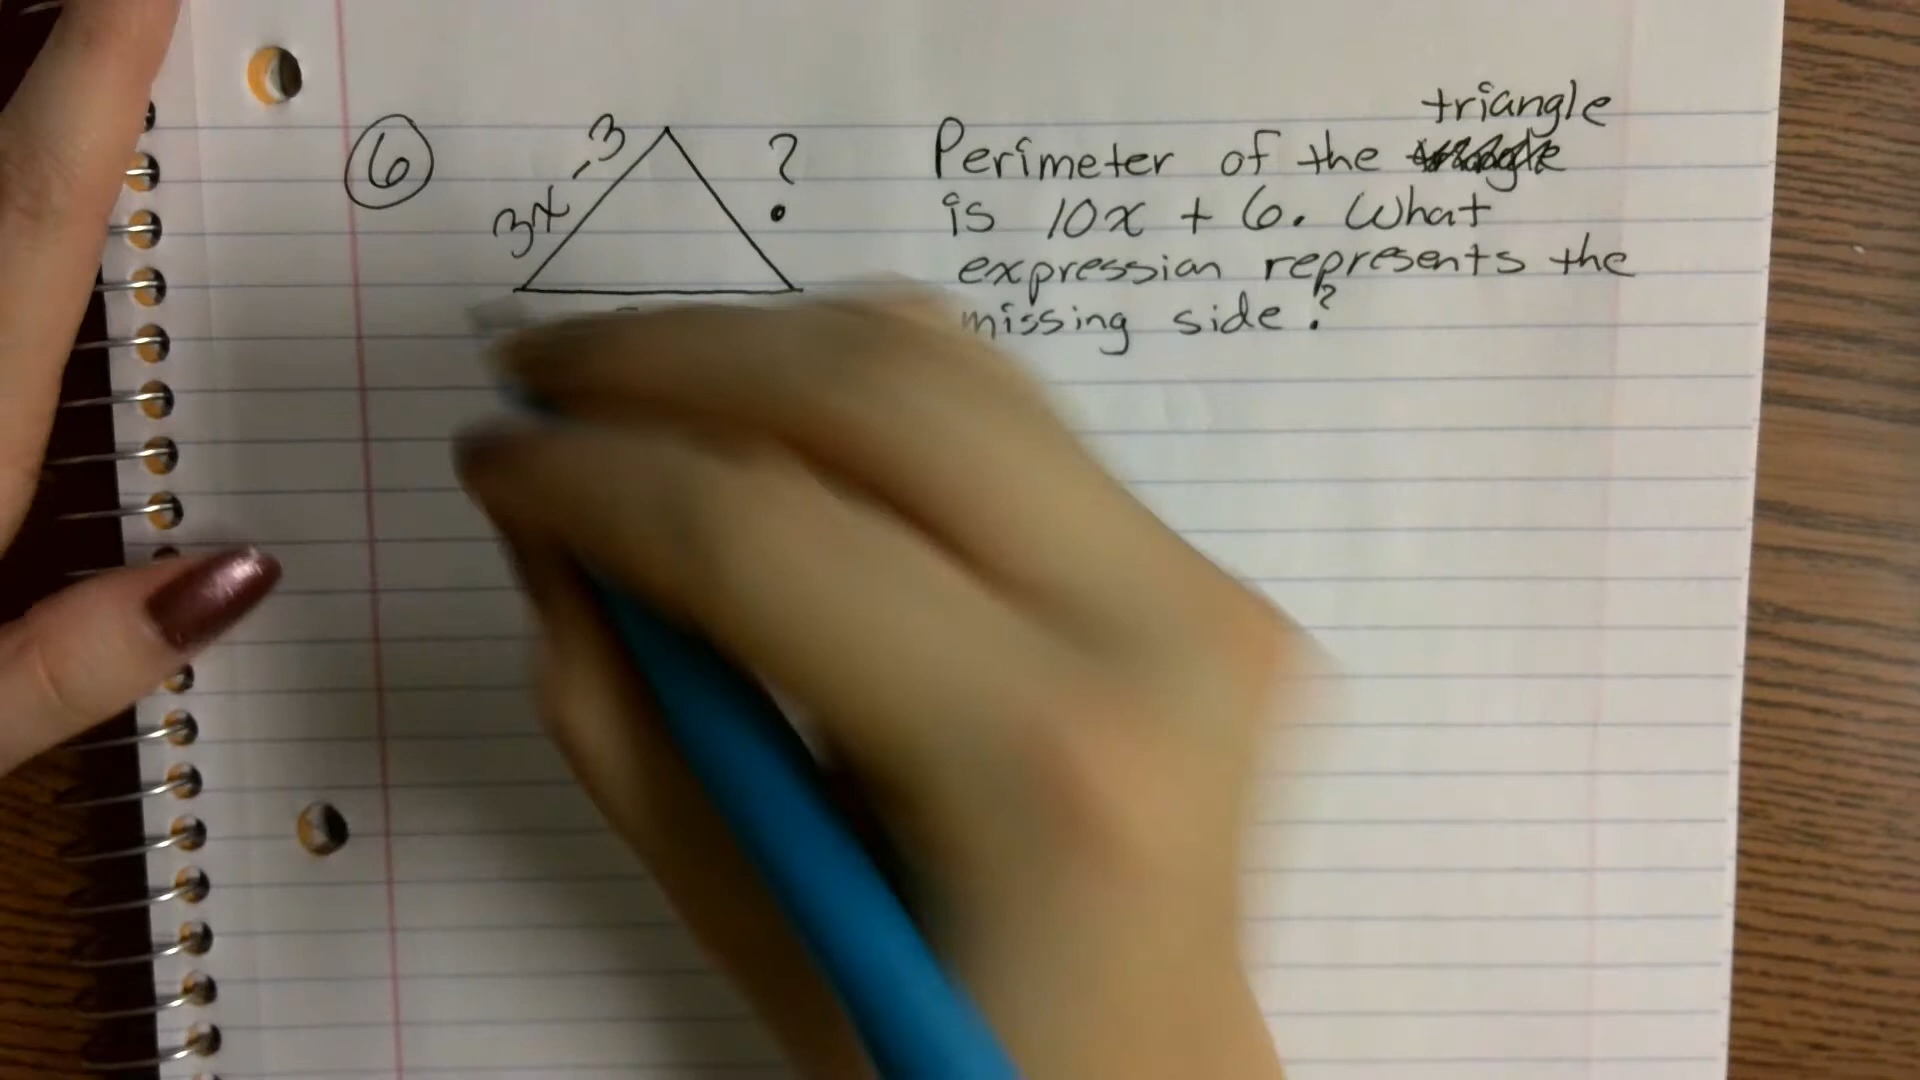 6
3x - 3
?
triangle
Perimeter of the
is 10x + 6. What
expression represents the
missing side?